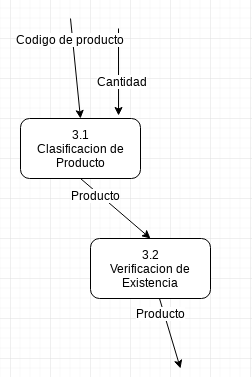 Codigo de producto
Cantidad
3.1
Clasificacion de
Producto
Producto
3.2
Verificacion de
Existencia
Producto